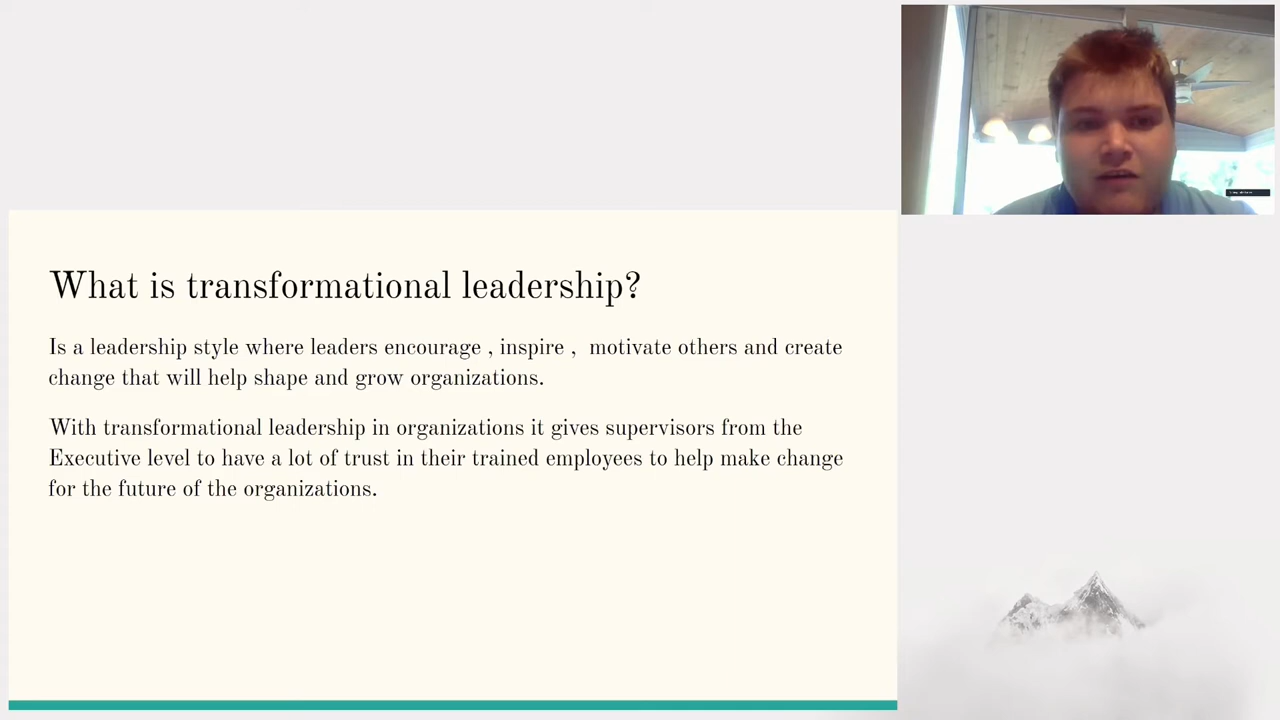 What is transformational leadership?
Is a leadership style where leaders encourage , inspire ,  motivate others and create
change that will help shape and grow organizations.
With transformational leadership in organizations it gives supervisors from the
Executive level to have a lot of trust in their trained employees to help make change
for the future of the organizations.